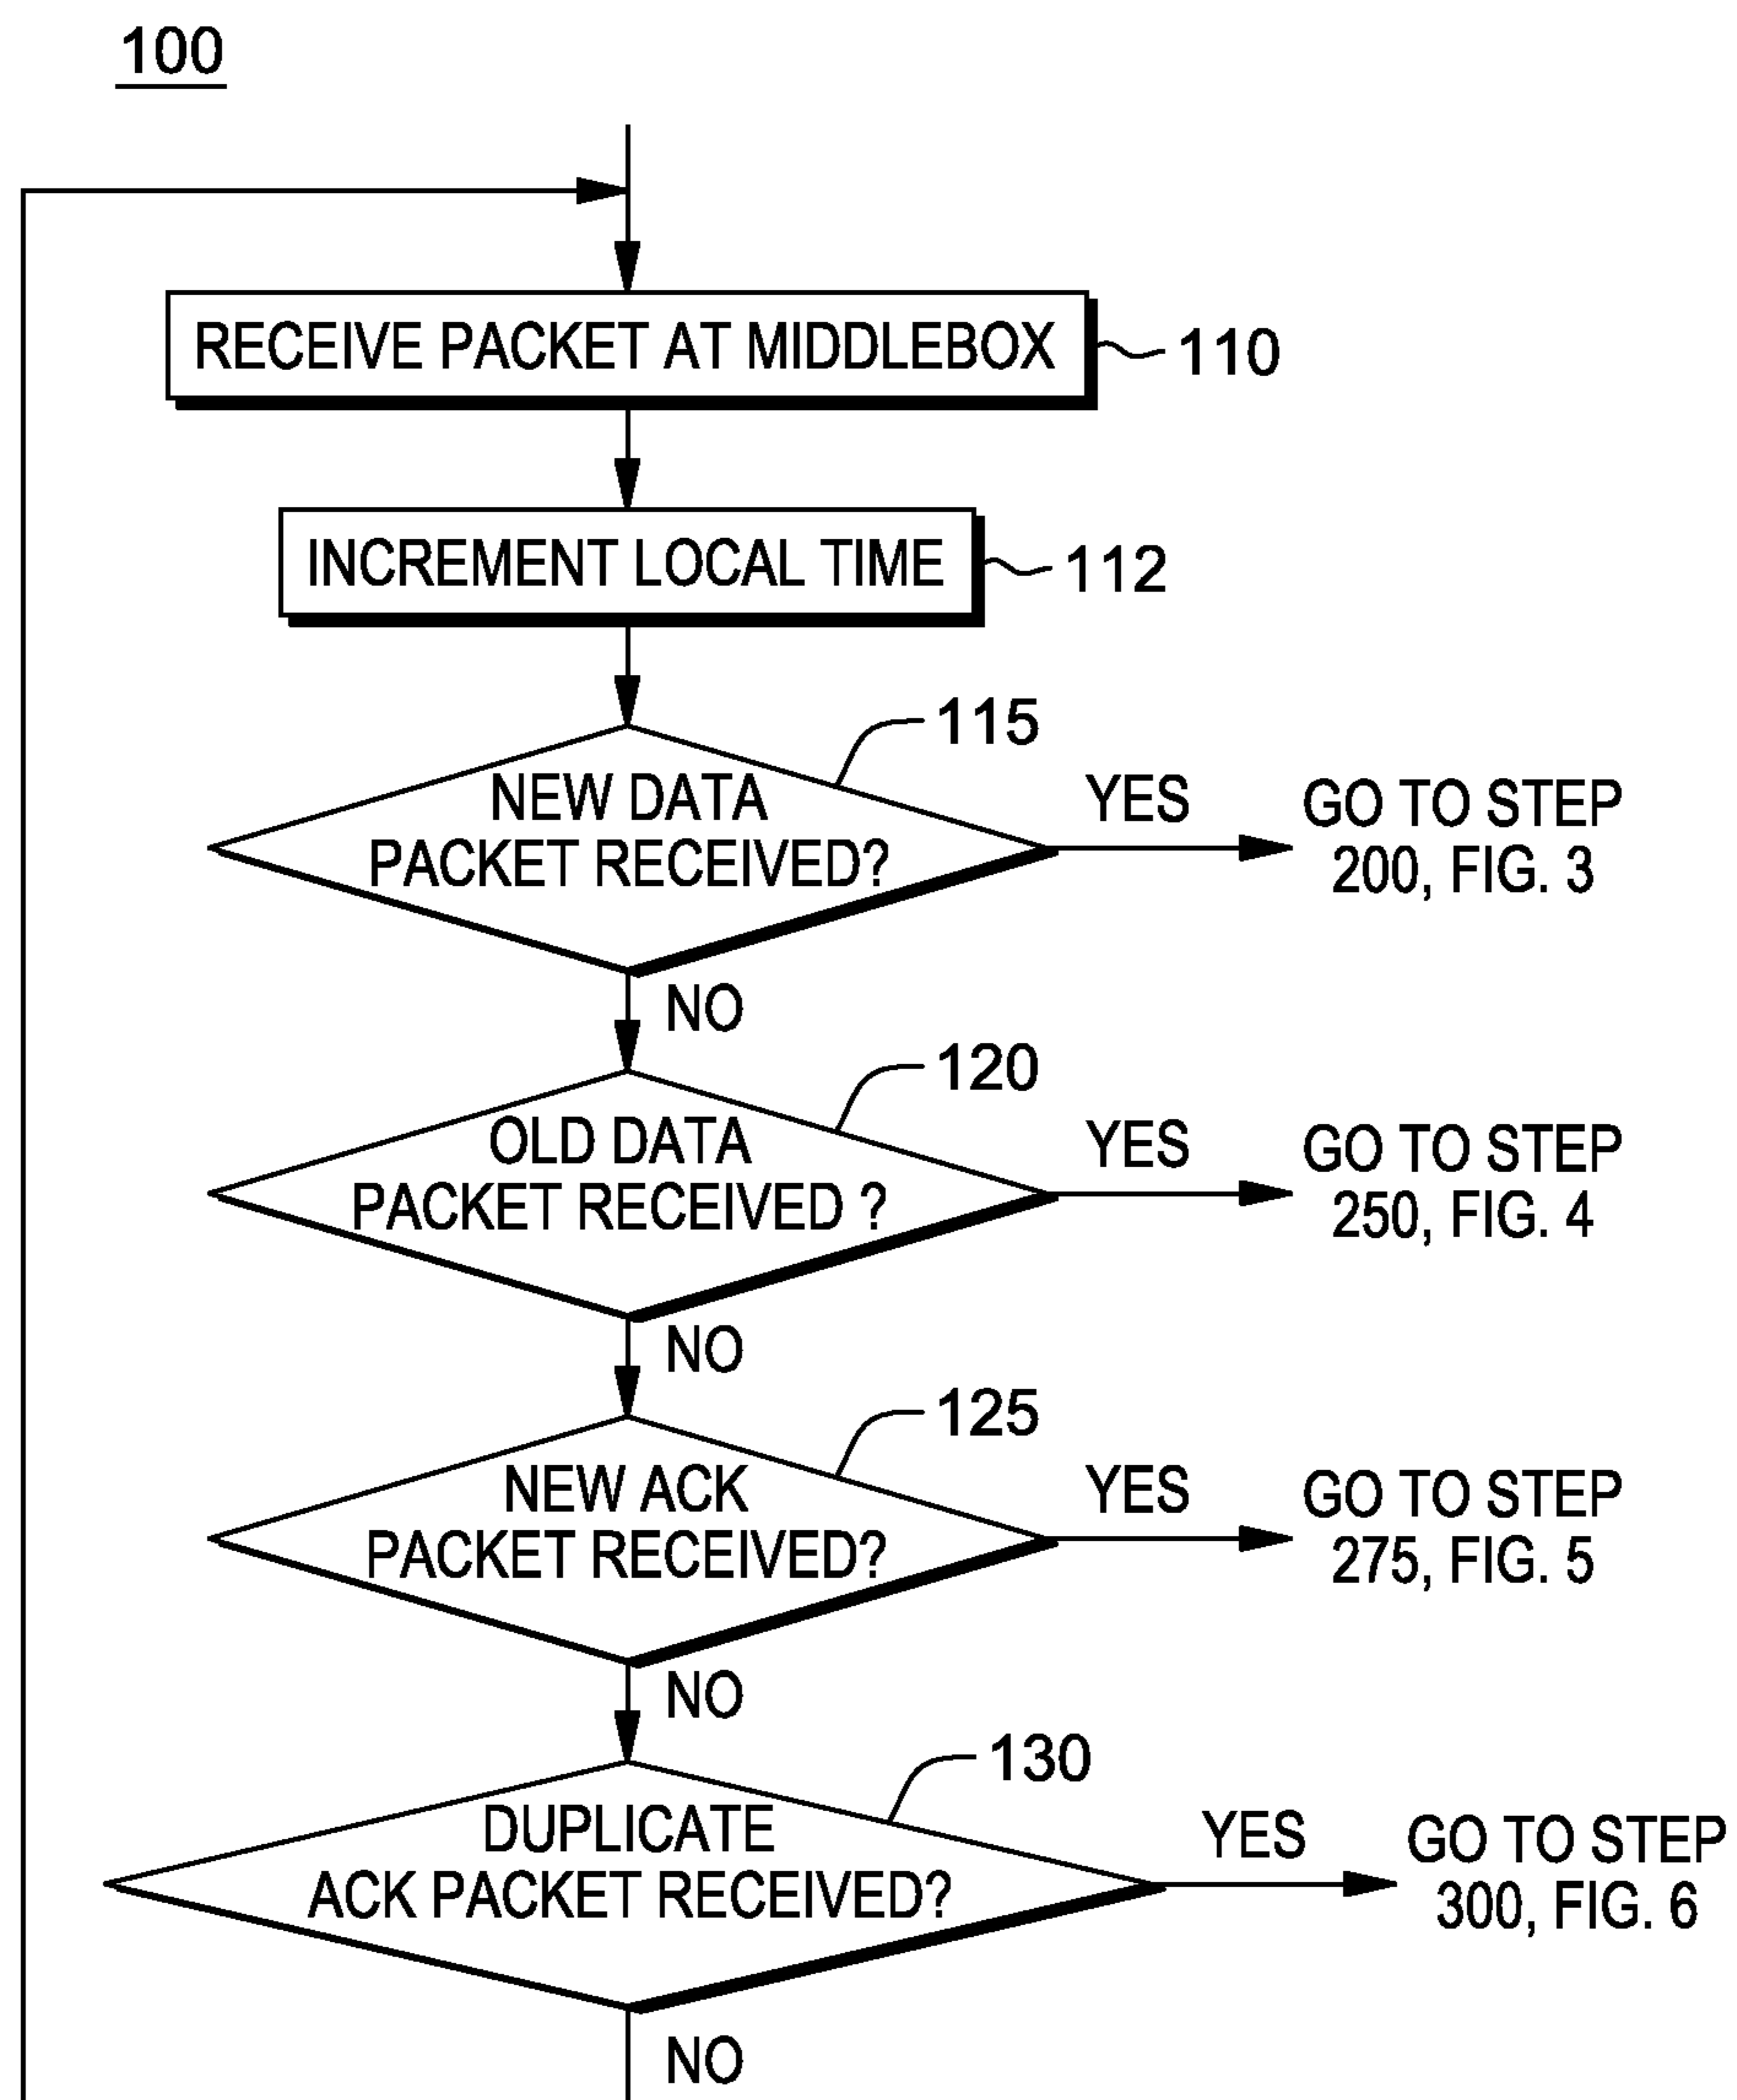 100
RECEIVE PACKET AT MIDDLEBOX
110
INCREMENT LOCAL TIME
112
115
NEW DATA
PACKET RECEIVED?
YES
GO TO STEP
200, FIG. 3
NO
120
OLD DATA
PACKET RECEIVED ?
YES
GO TO STEP
250, FIG. 4
NO
125
NEW ACK
PACKET RECEIVED?
YES
GO TO STEP
275, FIG. 5
NO
130
DUPLICATE
ACK PACKET RECEIVED?
YES
GO TO STEP
300, FIG. 6
NO